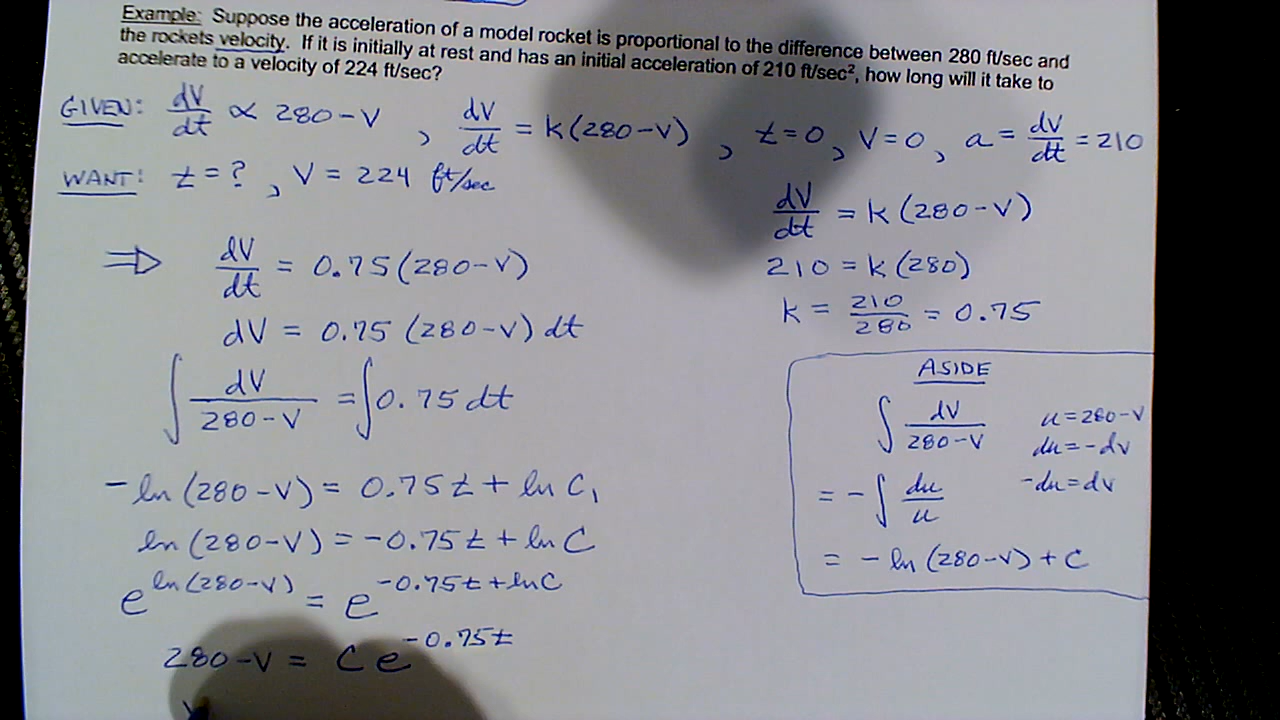 Example: Suppose the acceleration of a model rocket is proportional to the difference between 280 ft/sec and
the rockets velocity. If it is initially at rest and has an initial acceleration of 210 ft/sec², how long will it take to
accelerate to a velocity of 224 ft/sec?
GIVEN: dV/dt ∝ 280-V , dV/dt = k(280-V) , t=0, V=0, a = dV/dt = 210
WANT: t=? , V = 224 ft/sec
dV/dt = k(280-V)
210 = k(280)
k = 210/280 = 0.75
⇒ dV/dt = 0.75(280-V)
dV = 0.75 (280-V) dt
∫ dV/(280-V) = ∫ 0.75 dt
-ln(280-V) = 0.75t + ln C₁
ln(280-V) = -0.75t + ln C
e^(ln(280-V)) = e^(-0.75t+lnC)
280-V = Ce^(-0.75t)
ASIDE
∫ dV/(280-V) u=280-V
du=-dv
= -∫ du/u -du=dv
= -ln(280-V)+C